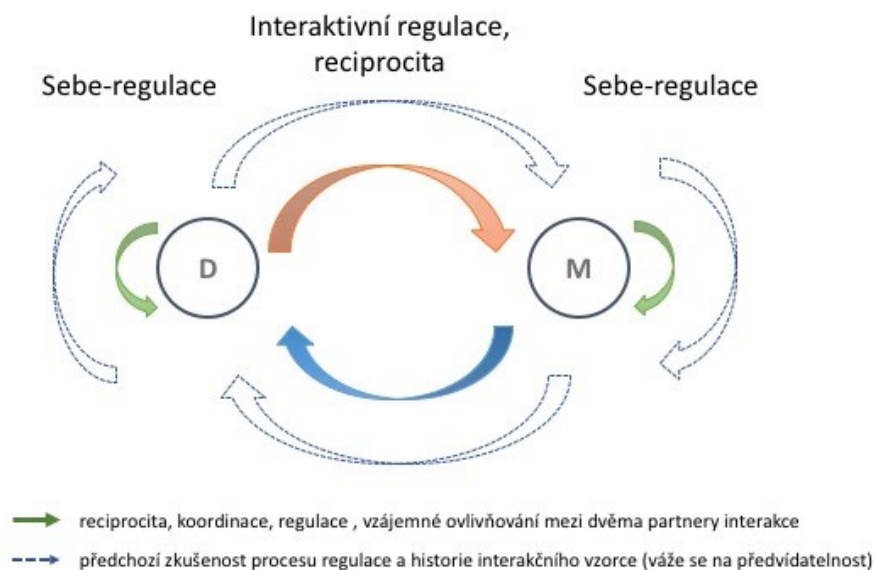 Interaktivní regulace,
reciprocita
Sebe-regulace
Sebe-regulace
D
M
reciprocita, koordinace, regulace , vzájemné ovlivňování mezi dvěma partnery interakce
předchozí zkušenost procesu regulace a historie interakčního vzorce (váže se na předvídatelnost)